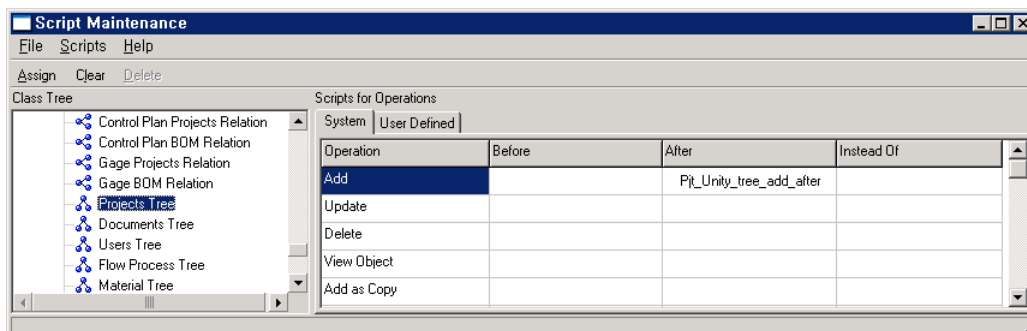 Script Maintenance
File Scripts Help
Assign Clear Delete
Class Tree
Control Plan Projects Relation
Control Plan BOM Relation
Gage Projects Relation
Gage BOM Relation
Projects Tree
Documents Tree
Users Tree
Flow Process Tree
Material Tree
Scripts for Operations
System User Defined
Operation Before After Instead Of
Add Pjt_Unity_tree_add_after
Update
Delete
View Object
Add as Copy